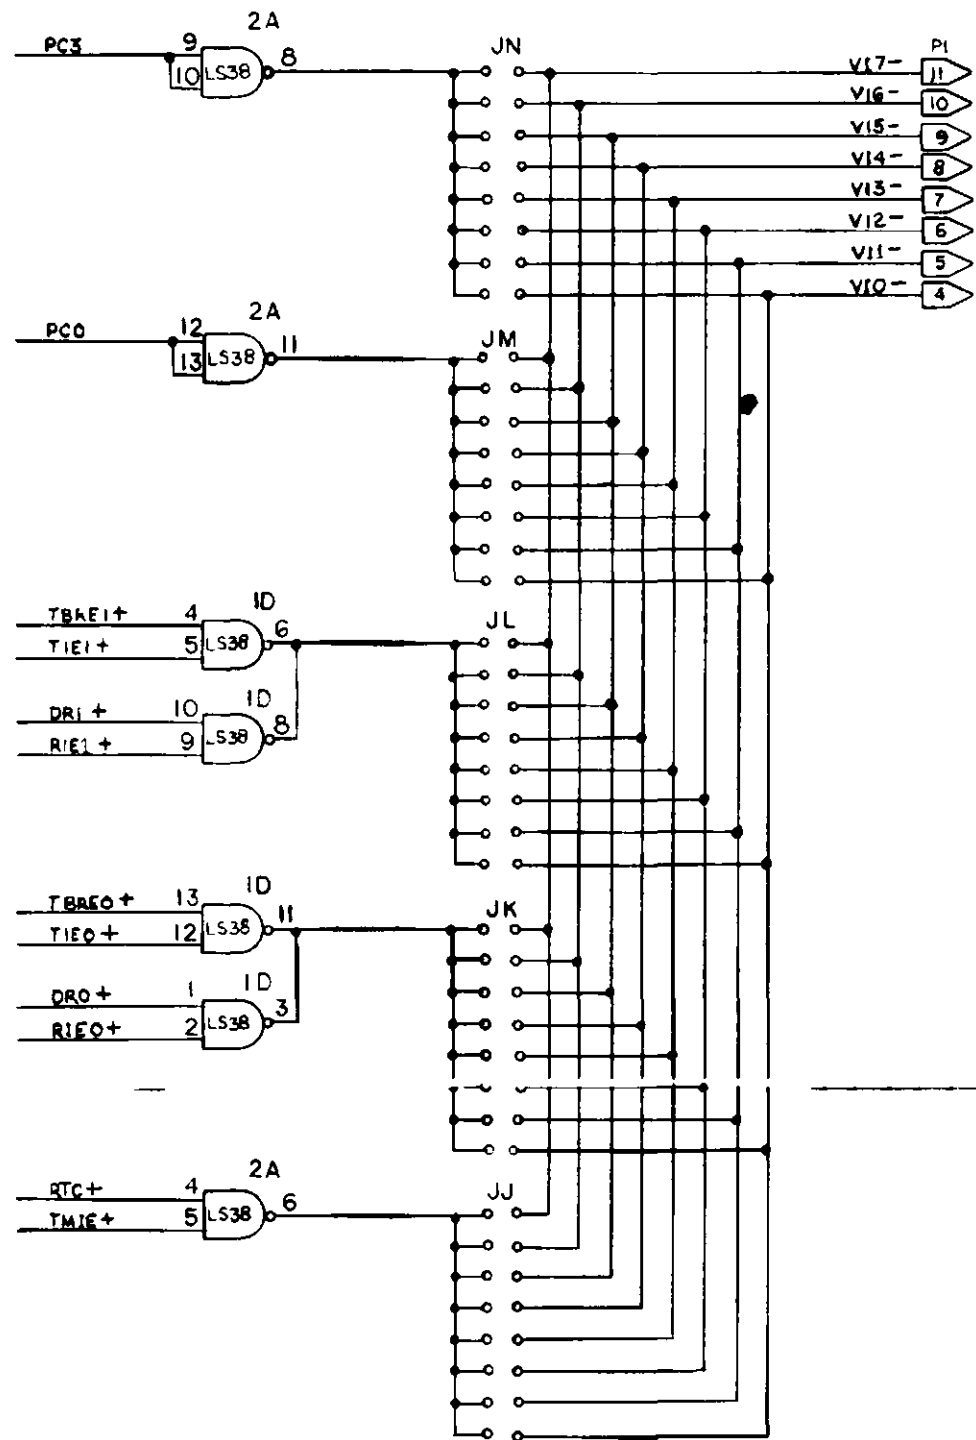 2A
JN
P1
PC3
9
10
LS38
8
VI7-
11
VI6-
10
VI5-
9
VI4-
8
VI3-
7
VI2-
6
VI1-
5
VI0-
4
2A
JM
PC0
12
13
LS38
11
1D
JL
TBRE1+
4
TIE1+
5
LS38
6
1D
DR1+
10
RIE1+
9
LS38
8
1D
JK
TBRE0+
13
TIE0+
12
LS38
11
1D
DR0+
1
RIE0+
2
LS38
3
2A
JJ
RTC+
4
TMIE+
5
LS38
6